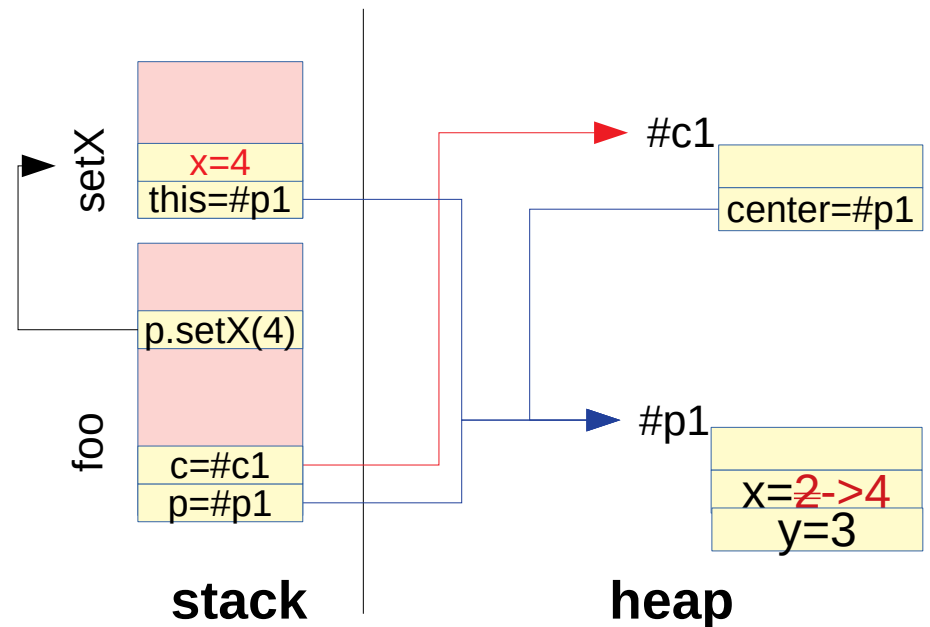 setX
x=4
this=#p1
p.setX(4)
foo
c=#c1
p=#p1
stack
#c1
center=#p1
#p1
x=2->4
y=3
heap